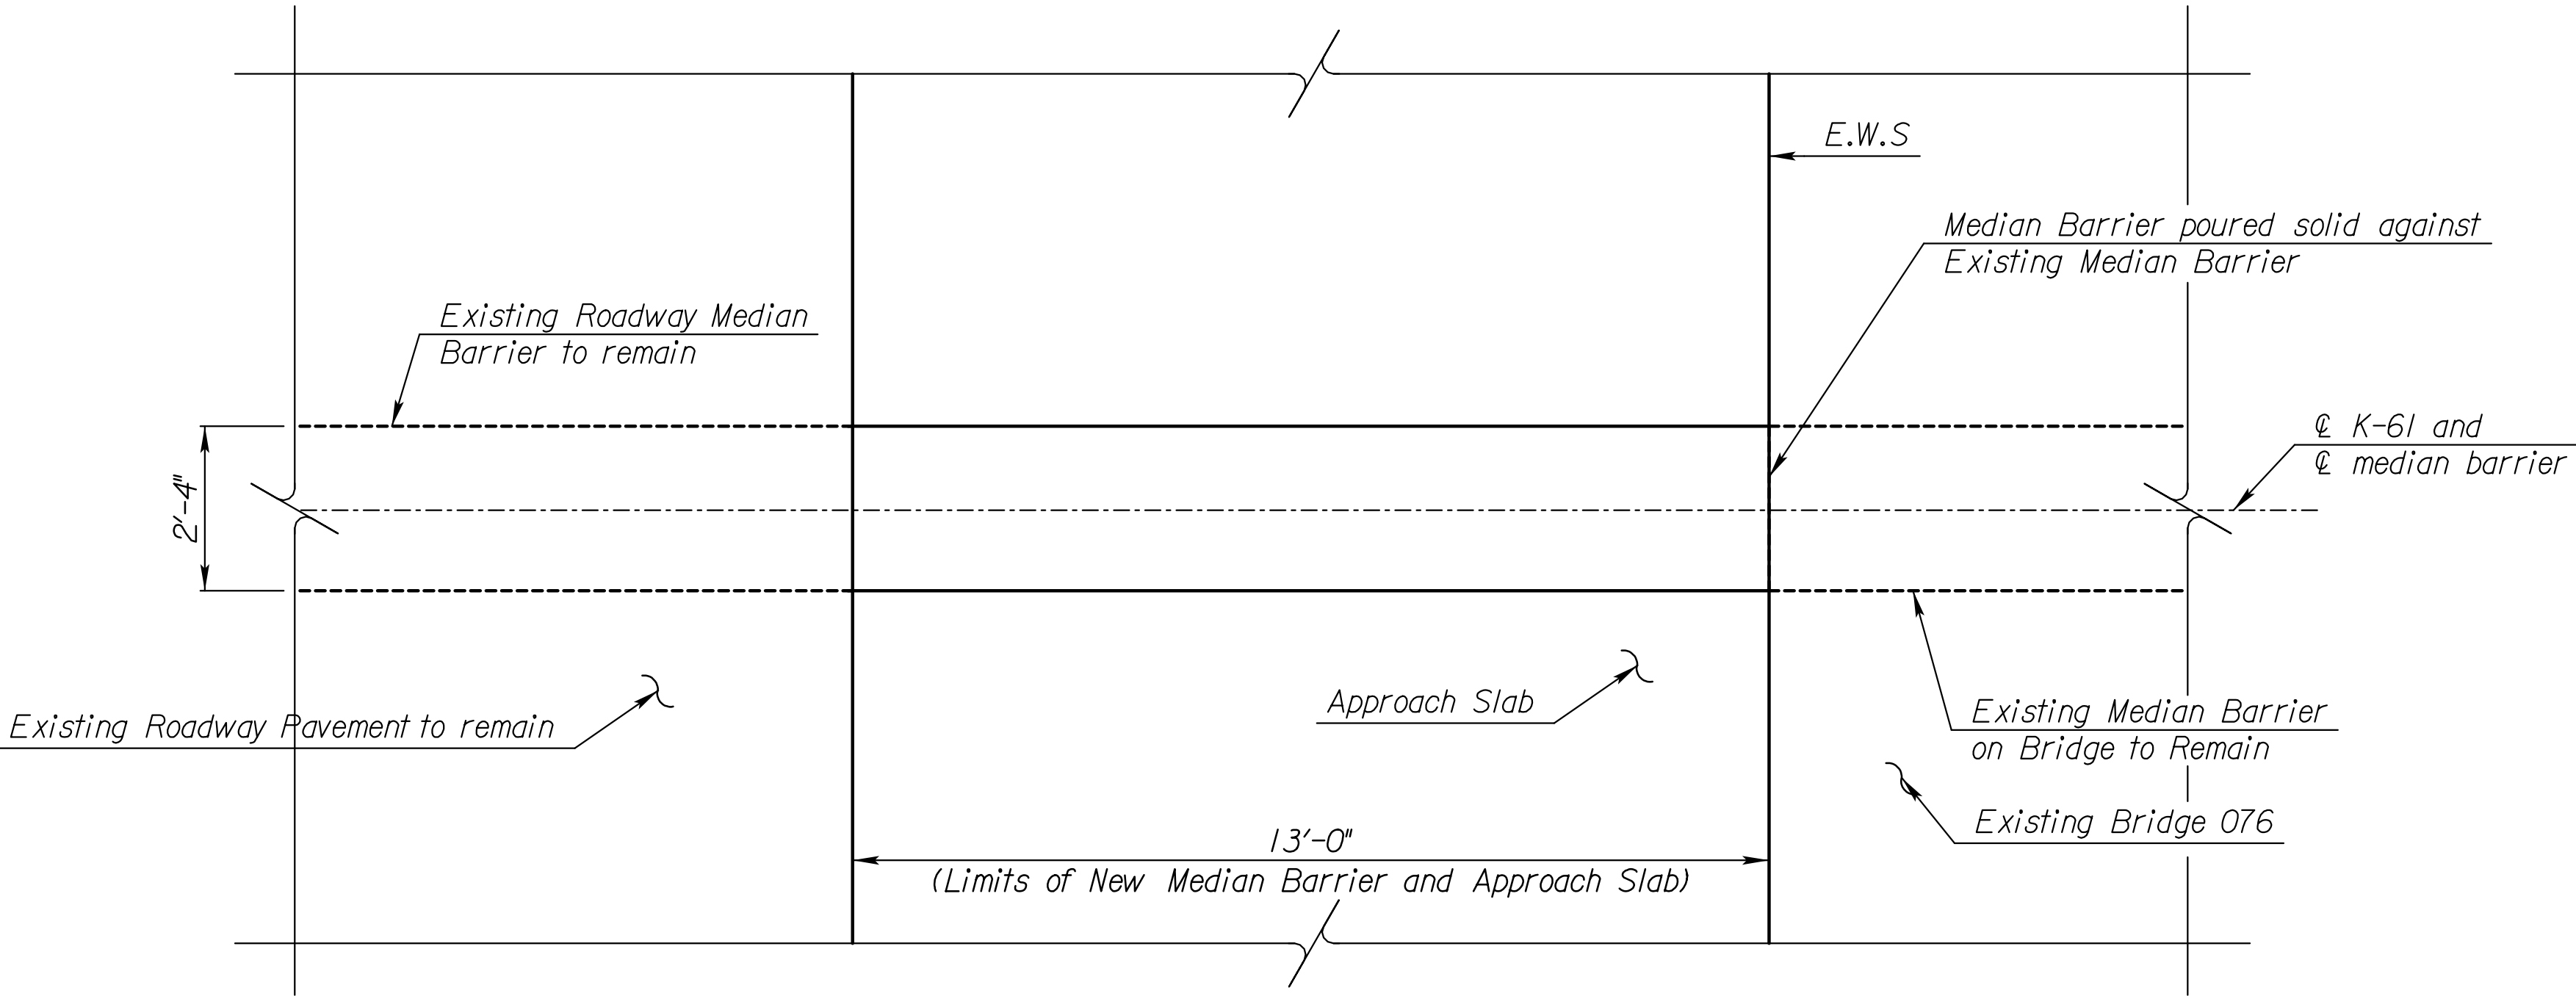 E.W.S
Median Barrier poured solid against
Existing Median Barrier
Existing Roadway Median
Barrier to remain
℄ K-61 and
℄ median barrier
2'-4"
Existing Roadway Pavement to remain
Approach Slab
Existing Median Barrier
on Bridge to Remain
Existing Bridge 076
13'-0"
(Limits of New Median Barrier and Approach Slab)